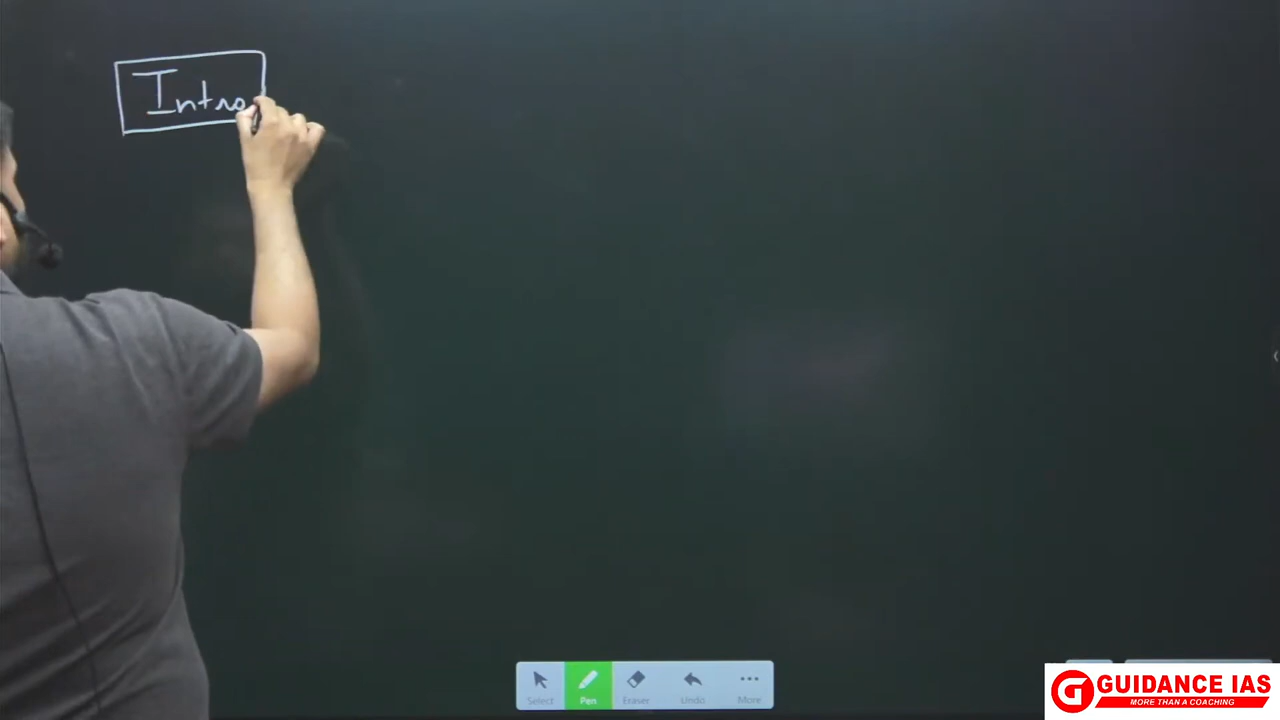 Intro
Select
Pen
Eraser
Undo
More
GUIDANCE IAS
MORE THAN A COACHING